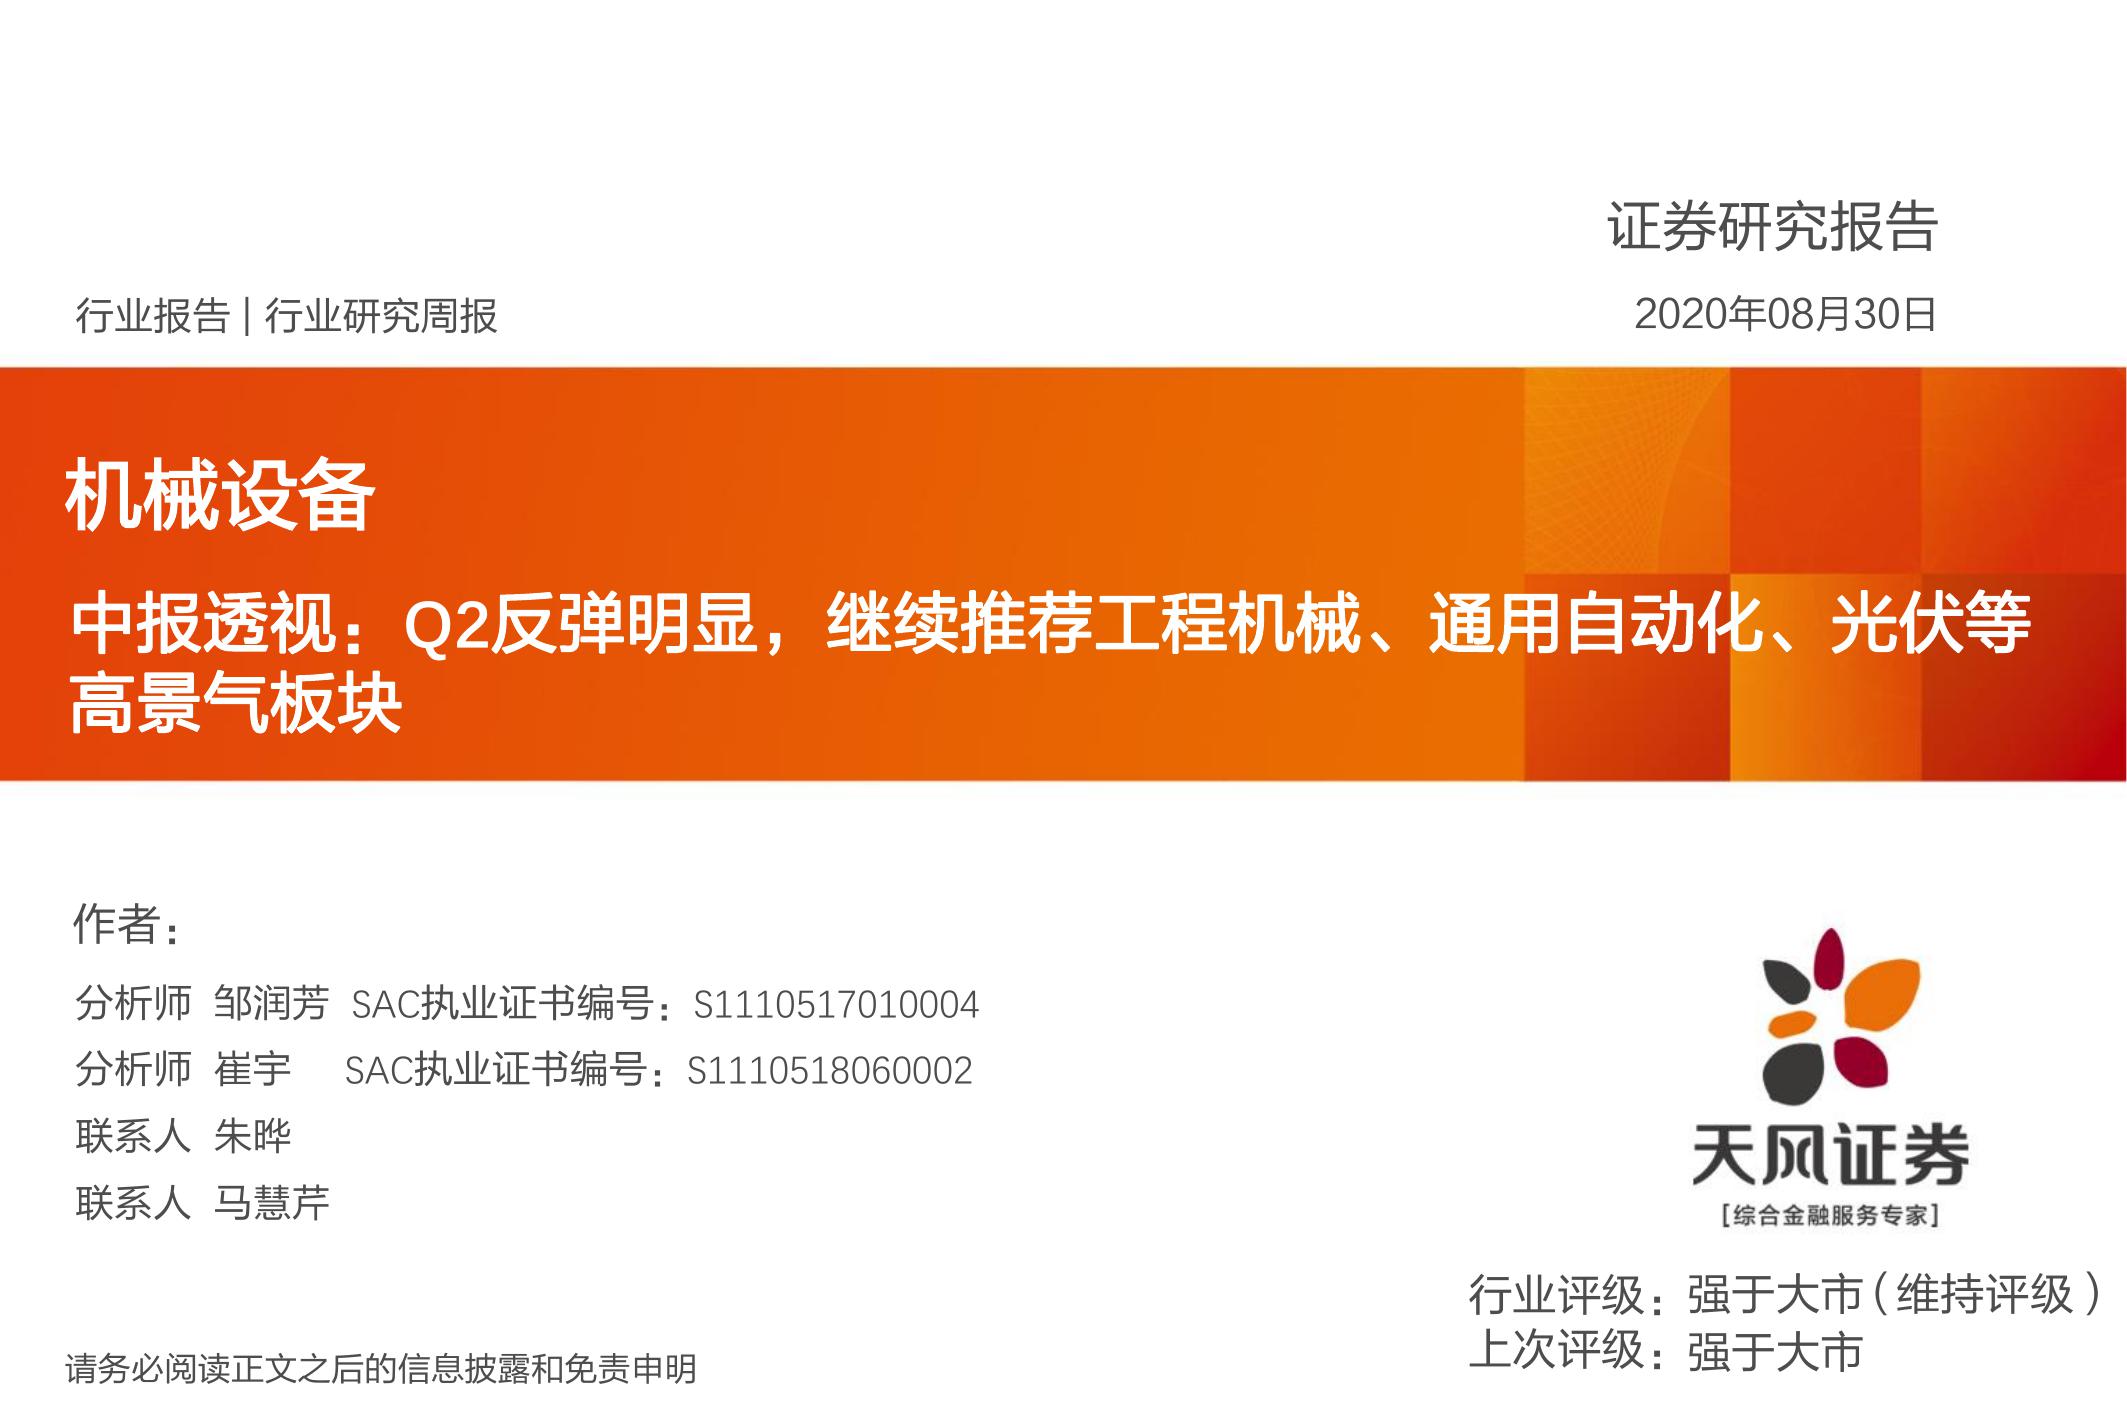 证券研究报告
行业报告 | 行业研究周报
2020年08月30日
机械设备
中报透视：Q2反弹明显，继续推荐工程机械、通用自动化、光伏等
高景气板块
作者：
分析师 邹润芳 SAC执业证书编号：S1110517010004
分析师 崔宇 SAC执业证书编号：S1110518060002
联系人 朱晔
联系人 马慧芹
天风证券
[综合金融服务专家]
行业评级：强于大市（维持评级）
上次评级：强于大市
请务必阅读正文之后的信息披露和免责申明